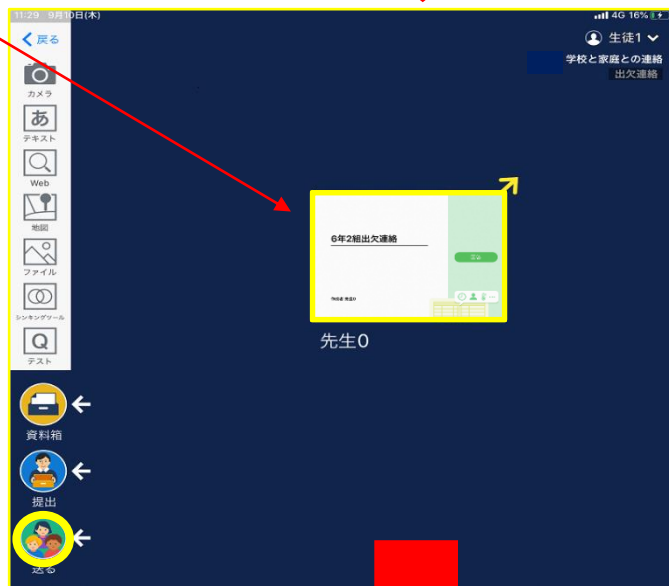 11:29 9月10日(木)
4G 16%
戻る
生徒1
学校と家庭との連絡
出欠連絡
カメラ
あ
テキスト
Web
地図
ファイル
シンキングツール
Q
テスト
6年2組出欠連絡
先生0
資料箱
提出
送る